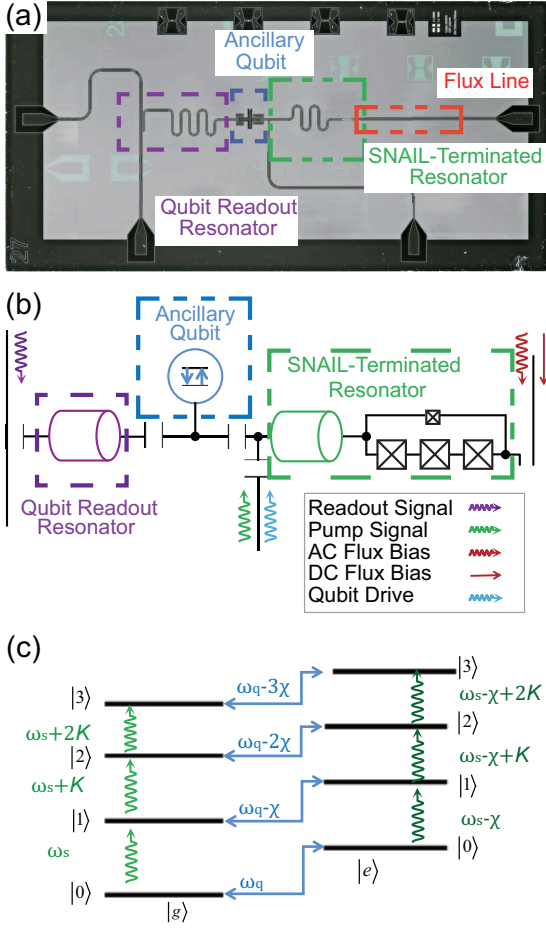 (a)
Ancillary
Qubit
Flux Line
SNAIL-Terminated
Resonator
Qubit Readout
Resonator
27
(b)
Ancillary
Qubit
SNAIL-Terminated
Resonator
Qubit Readout
Resonator
Readout Signal
Pump Signal
AC Flux Bias
DC Flux Bias
Qubit Drive
(c)
|3⟩ ωq-3χ |3⟩
ωs+2K ωs-χ+2K
|2⟩ ωq-2χ |2⟩
ωs+K ωs-χ+K
|1⟩ ωq-χ |1⟩
ωs ωs-χ
|0⟩ ωq |0⟩
|g⟩ |e⟩